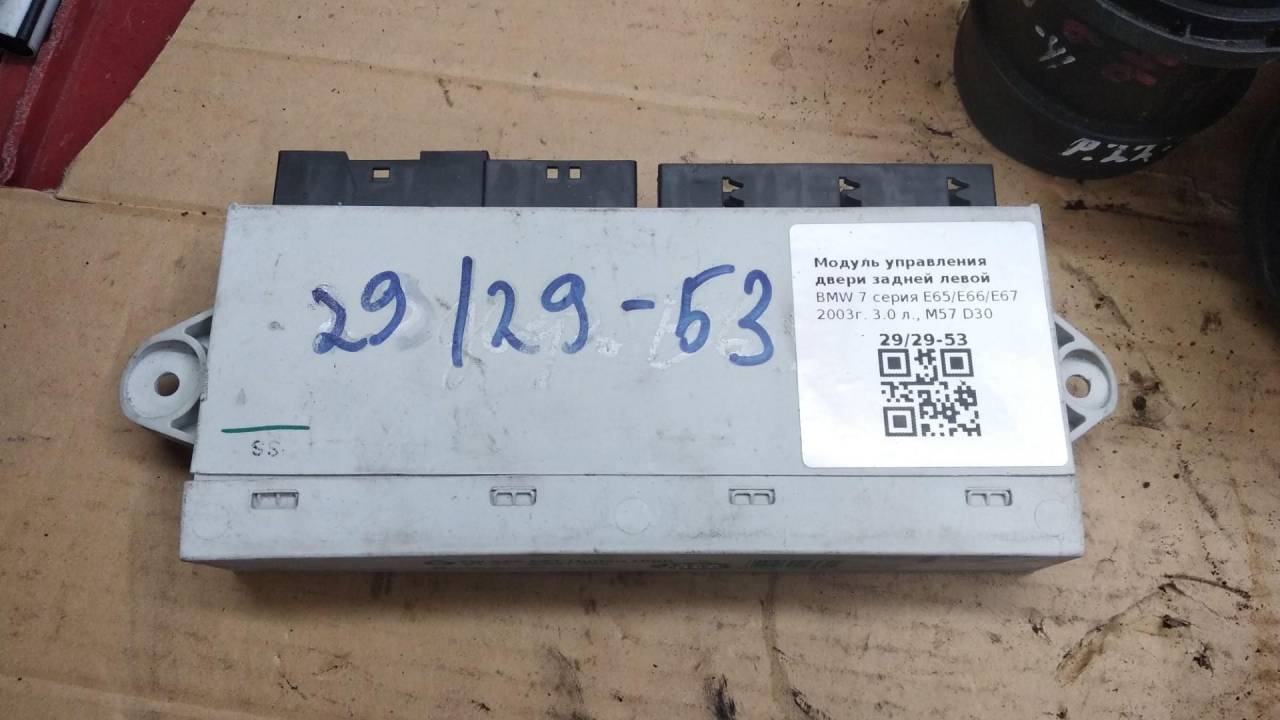 29/29-53
Модуль управления
двери задней левой
BMW 7 серия E65/E66/E67
2003г. 3.0 л., M57 D30
29/29-53
SS